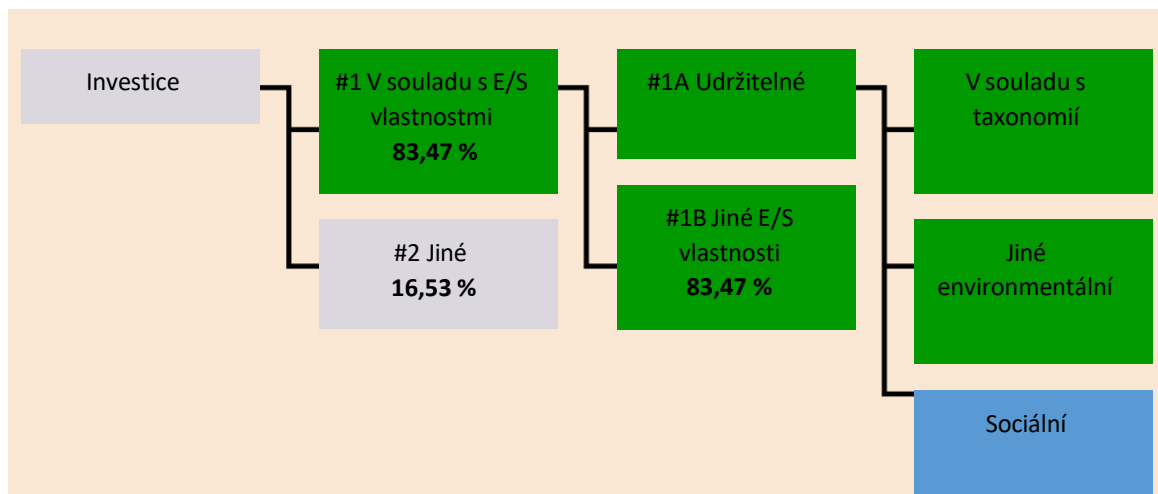 Investice
#1 V souladu s E/S
vlastnostmi
83,47 %
#2 Jiné
16,53 %
#1A Udržitelné
#1B Jiné E/S
vlastnosti
83,47 %
V souladu s
taxonomií
Jiné
environmentální
Sociální